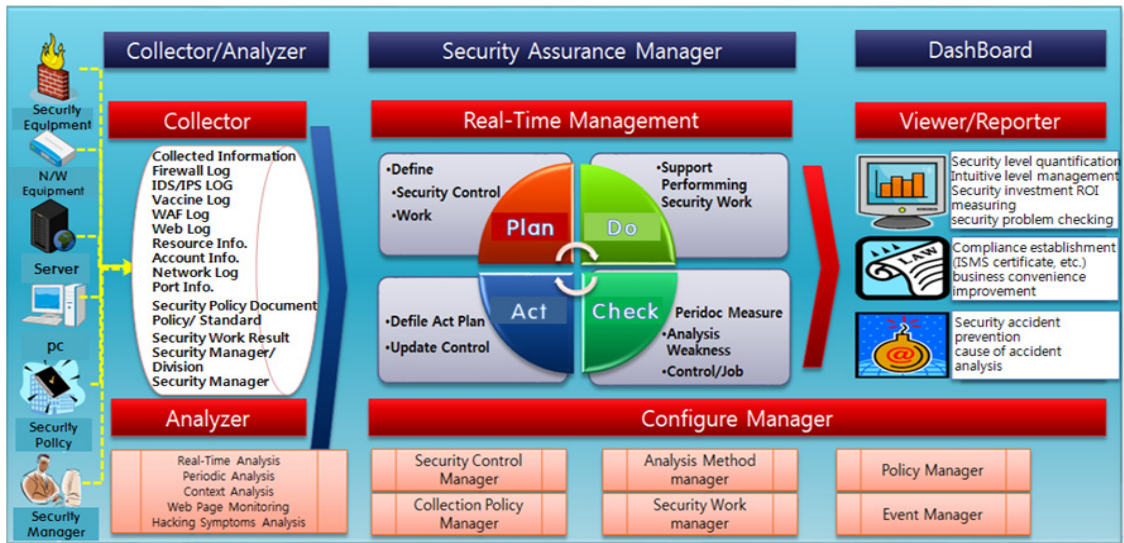 Collector/Analyzer
Security Assurance Manager
DashBoard
Security
Equipment
N/W
Equipment
Server
pc
Security
Policy
Security
Manager
Collector
Collected Information
Firewall Log
IDS/IPS LOG
Vaccine Log
WAF Log
Web Log
Resource Info.
Account Info.
Network Log
Port Info.
Security Policy Document
Policy/ Standard
Security Work Result
Security Manager/
Division
Security Manager
Analyzer
Real-Time Analysis
Periodic Analysis
Context Analysis
Web Page Monitoring
Hacking Symptoms Analysis
Real-Time Management
•Define
•Security Control
•Work
•Support
Performming
Security Work
Plan
Do
Act
Check
•Defile Act Plan
•Update Control
Peridoc Measure
•Analysis
Weakness
•Control/Job
Configure Manager
Security Control
Manager
Analysis Method
manager
Policy Manager
Collection Policy
Manager
Security Work
manager
Event Manager
Viewer/Reporter
Security level quantification
Intuitive level management
Security investment ROI
measuring
security problem checking
LAW
Compliance establishment
(ISMS certificate, etc.)
business convenience
improvement
@
Security accident
prevention
cause of accident
analysis